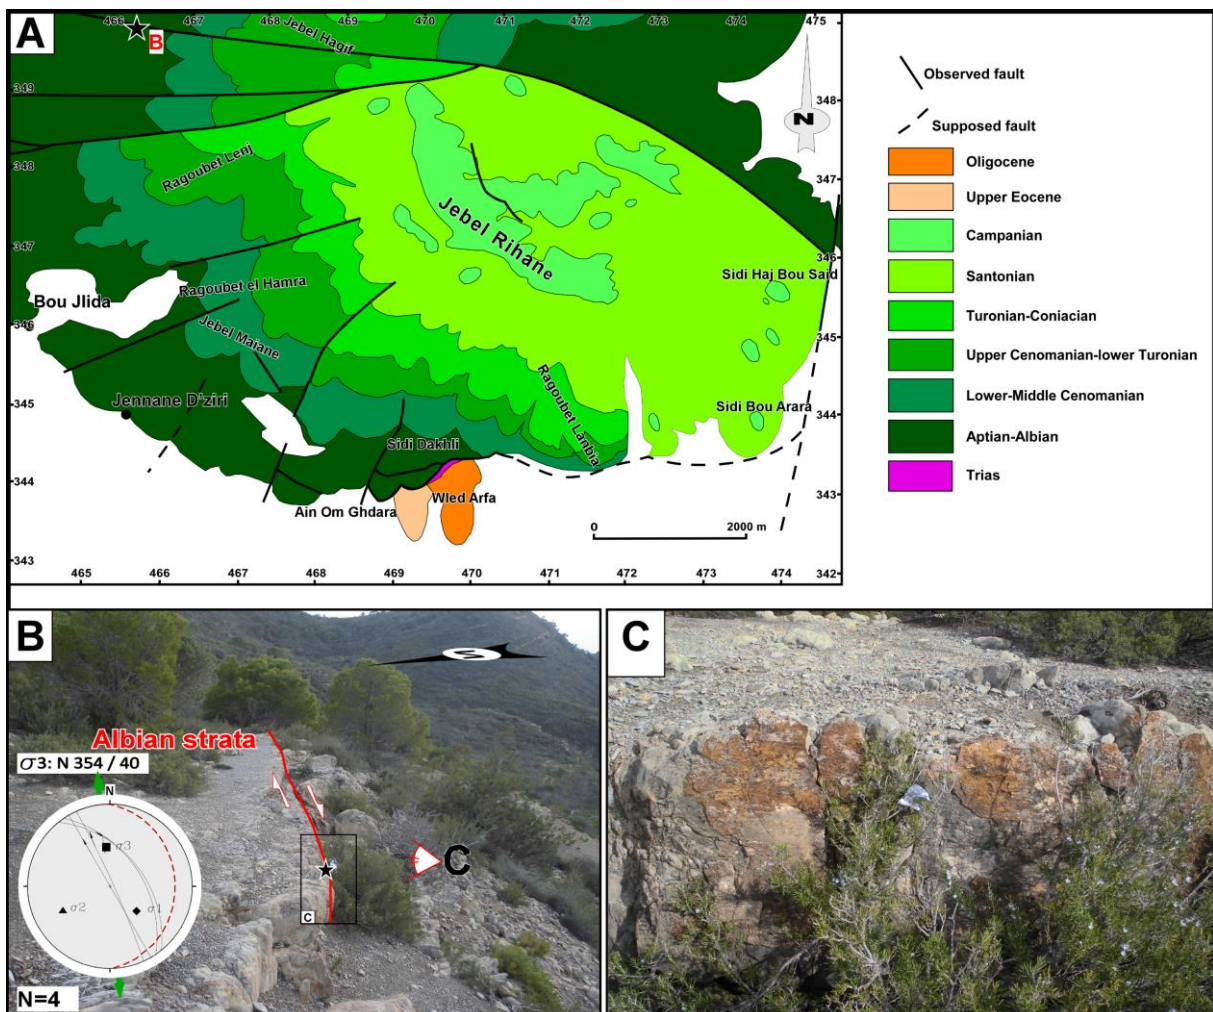 A
466
467
468
469
470
471
472
473
474
475
B
Jebel Hagif
349
348
N
348
Ragoubet Lenj
347
Jebel Rihane
347
346
Sidi Haj Bou Said
Ragoubet el Hamra
Bou Jlida
346
Jebel Maïane
345
Ragoubet Lanbia
345
Jennane D'ziri
Sidi Bou Arara
344
Sidi Dakhli
344
Wled Arfa
343
Ain Om Ghdara
0
2000 m
343
342
465
466
467
468
469
470
471
472
473
474
Observed fault
Supposed fault
Oligocene
Upper Eocene
Campanian
Santonian
Turonian-Coniacian
Upper Cenomanian-lower Turonian
Lower-Middle Cenomanian
Aptian-Albian
Trias
B
N
Albian strata
σ3: N 354 / 40
N
σ3
σ2
σ1
N=4
C
C
C